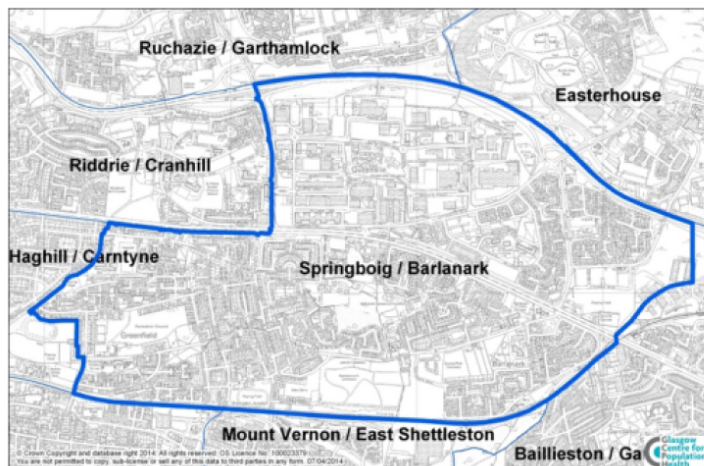 Ruchazie / Garthamlock
Easterhouse
Riddrie / Cranhill
Haghill / Carntyne
Springboig / Barlanark
Greenfield
Barlanark
Mount Vernon / East Shettleston
Baillieston / Ga
Glasgow
Centre for
Population
Health
© Crown Copyright and database right 2014. All rights reserved. OS Licence No. 100023379
You are not permitted to copy, sub-license or sell any of this data to third parties in any form. 07/04/2014